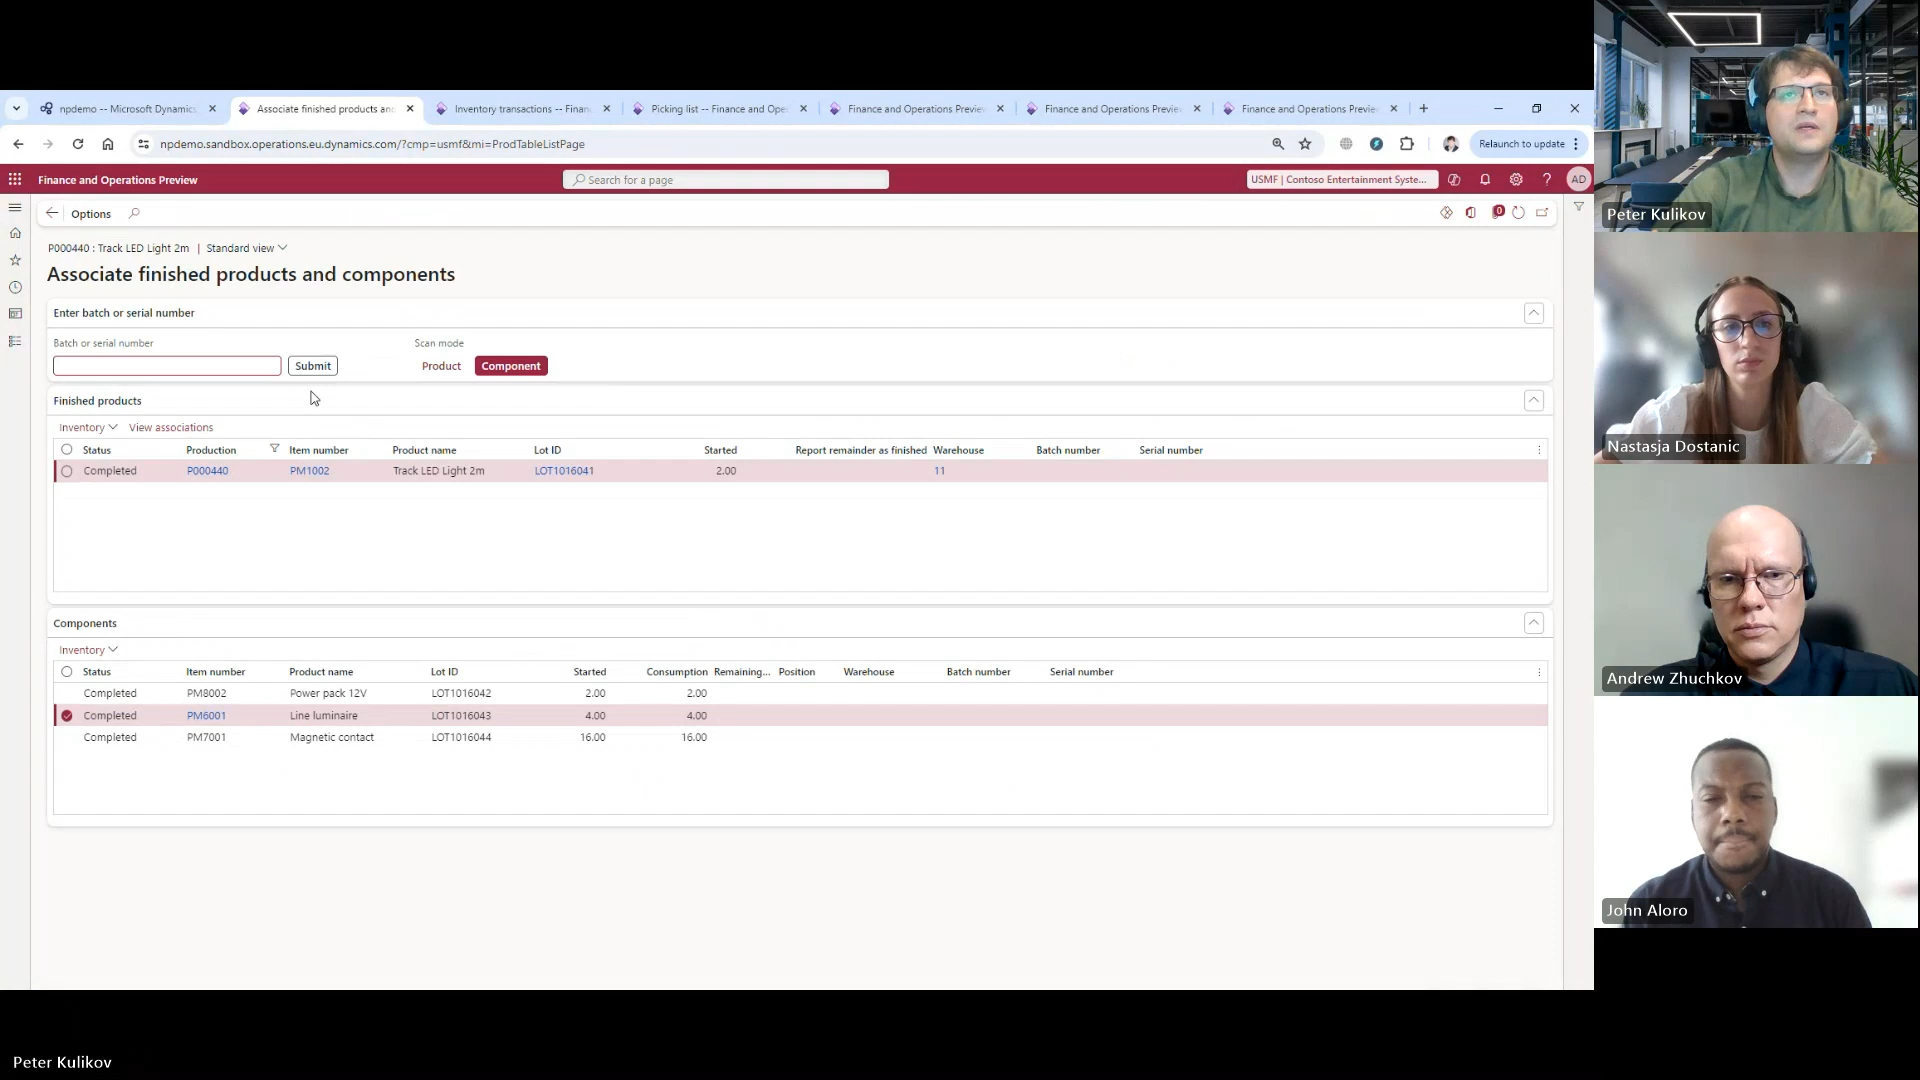 npdemo -- Microsoft Dynamics
Associate finished products and
Inventory transactions -- Finan
Picking list -- Finance and Ope
Finance and Operations Preview
Finance and Operations Preview
Finance and Operations Preview
npdemo.sandbox.operations.eu.dynamics.com/?cmp=usmf&mi=ProdTableListPage
Relaunch to update
Finance and Operations Preview
Search for a page
USMF | Contoso Entertainment Syste...
? AD
Options
0
P000440 : Track LED Light 2m | Standard view
Associate finished products and components
Enter batch or serial number
Batch or serial number
Scan mode
Submit
Product Component
Finished products
Inventory View associations
Status Production Item number Product name Lot ID Started Report remainder as finished Warehouse Batch number Serial number
Completed P000440 PM1002 Track LED Light 2m LOT1016041 2.00 11
Components
Inventory
Status Item number Product name Lot ID Started Consumption Remaining... Position Warehouse Batch number Serial number
Completed PM8002 Power pack 12V LOT1016042 2.00 2.00
Completed PM6001 Line luminaire LOT1016043 4.00 4.00
Completed PM7001 Magnetic contact LOT1016044 16.00 16.00
Peter Kulikov
Nastasja Dostanic
Andrew Zhuchkov
John Aloro
Peter Kulikov